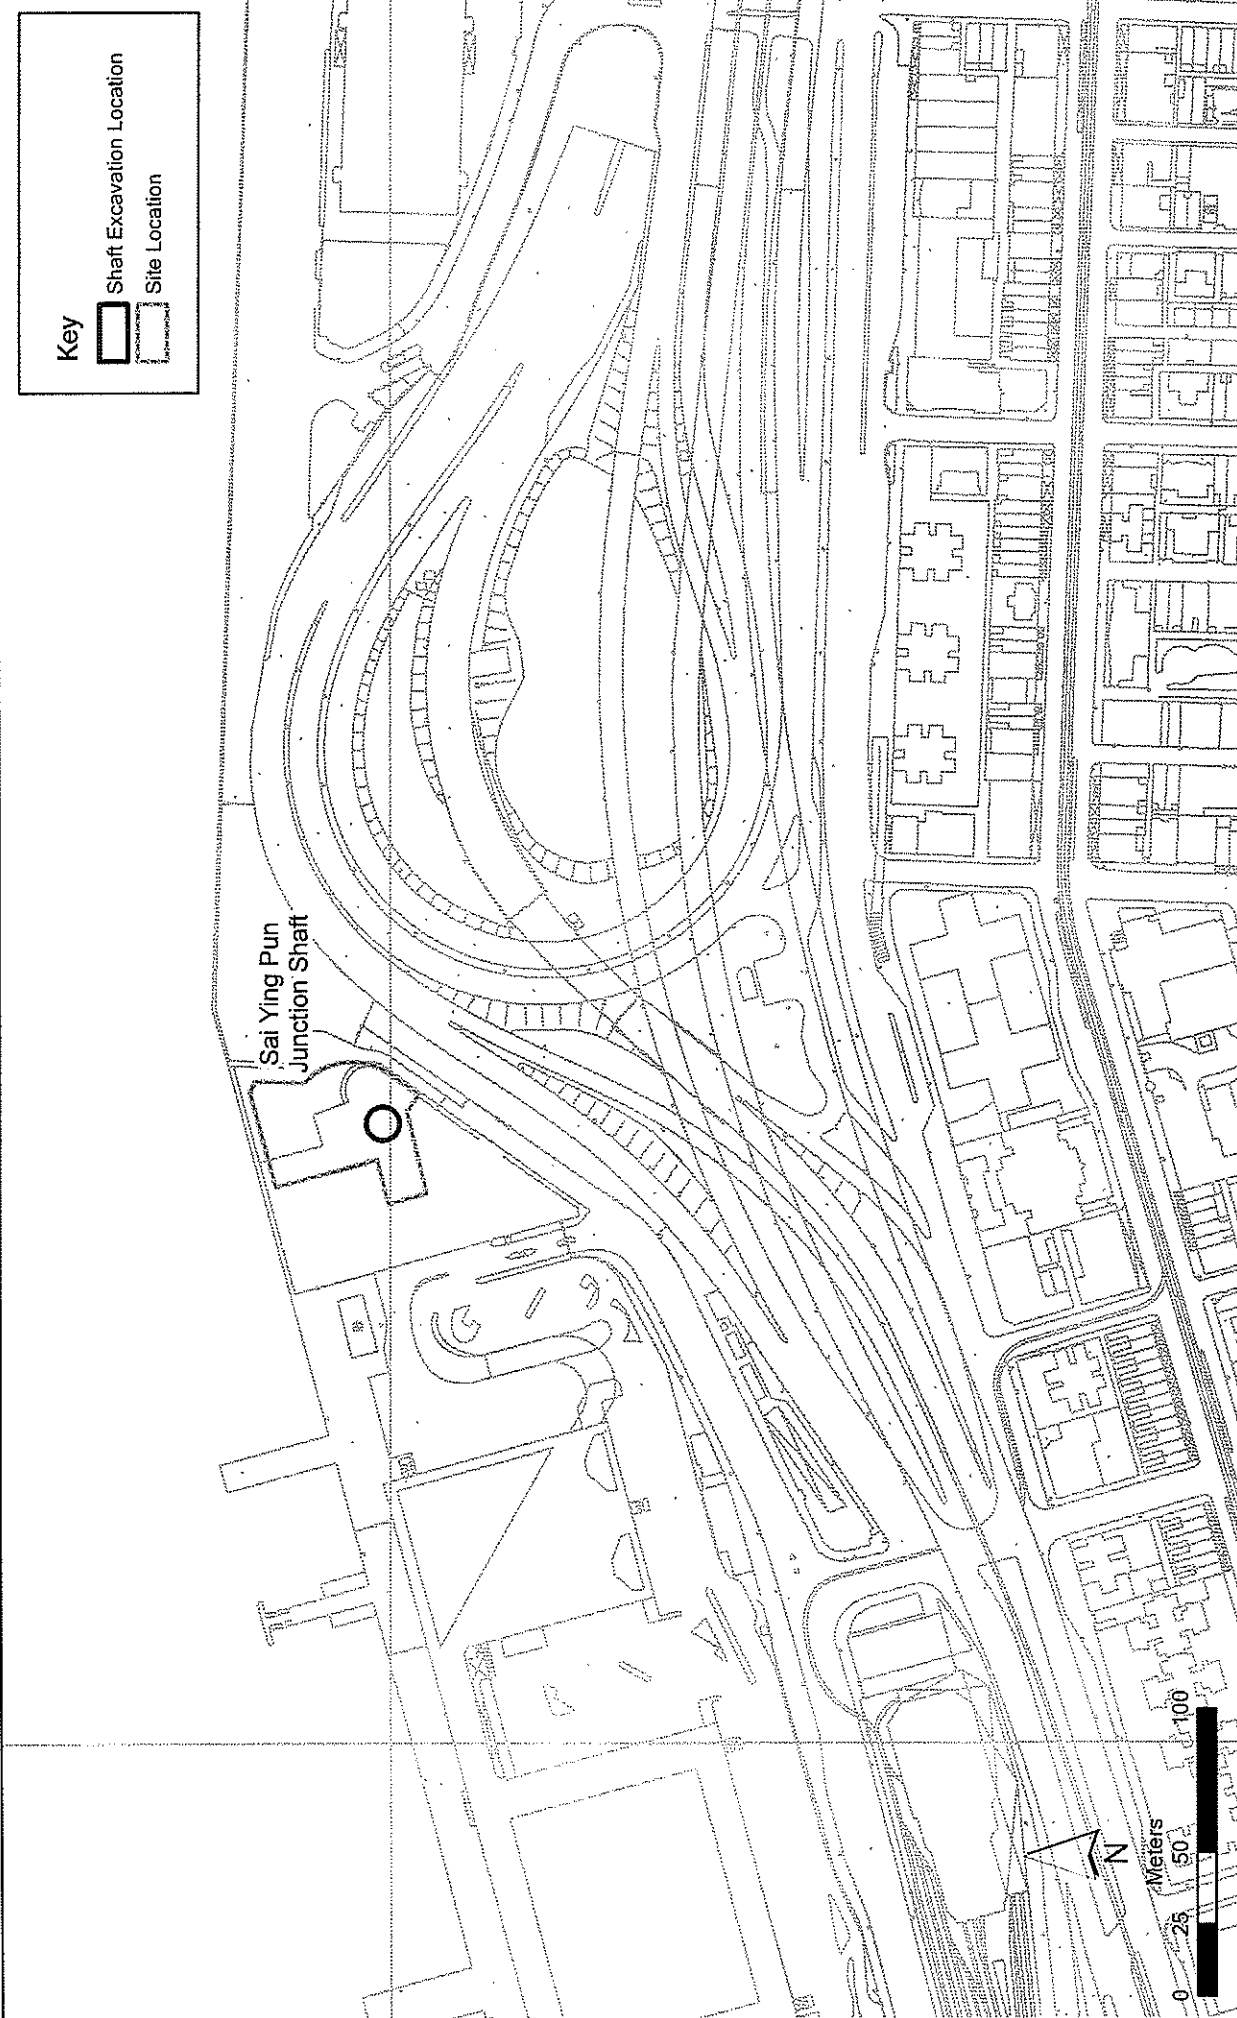 Key
Shaft Excavation Location
Site Location
Sai Ying Pun
Junction Shaft
N
Meters
0 25 50 100